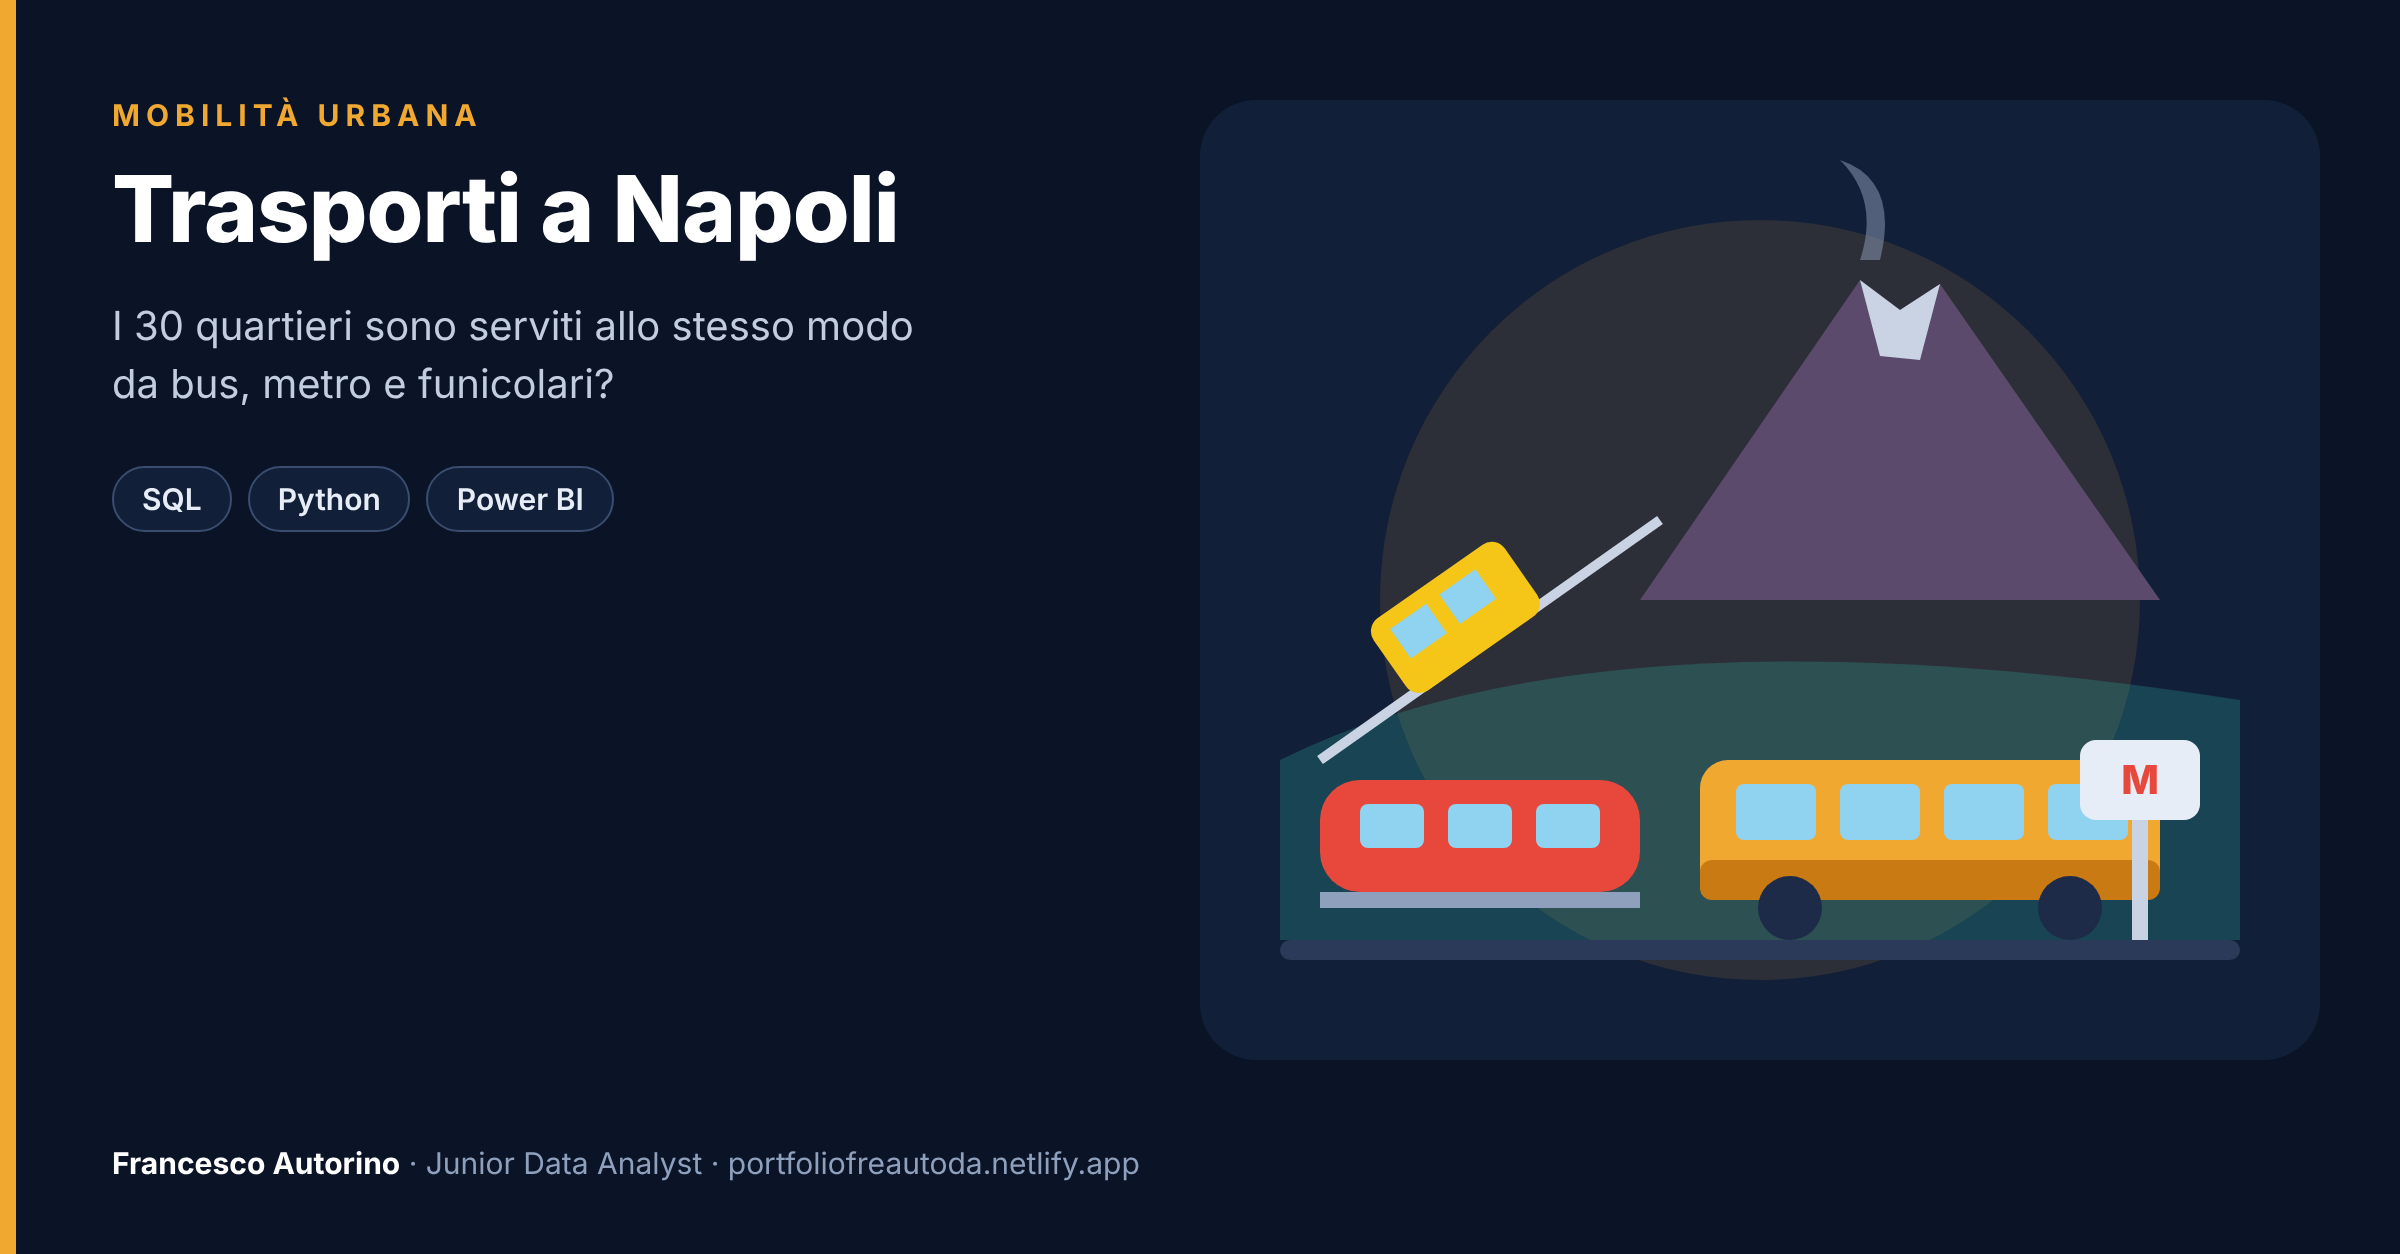 MOBILITÀ URBANA
Trasporti a Napoli
I 30 quartieri sono serviti allo stesso modo
da bus, metro e funicolari?
SQL
Python
Power BI
M
Francesco Autorino · Junior Data Analyst · portfoliofreautoda.netlify.app